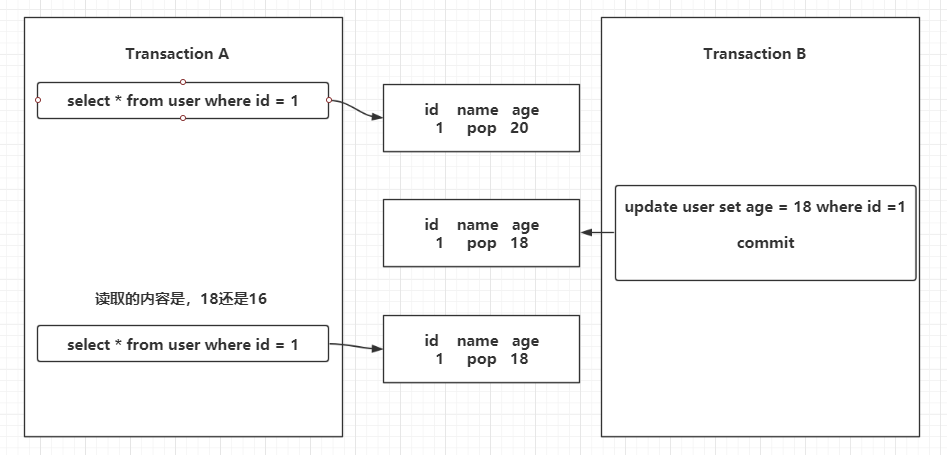 Transaction A
Transaction B
select * from user where id = 1
id name age
1 pop 20
update user set age = 18 where id =1
commit
id name age
1 pop 18
读取的内容是，18还是16
select * from user where id = 1
id name age
1 pop 18